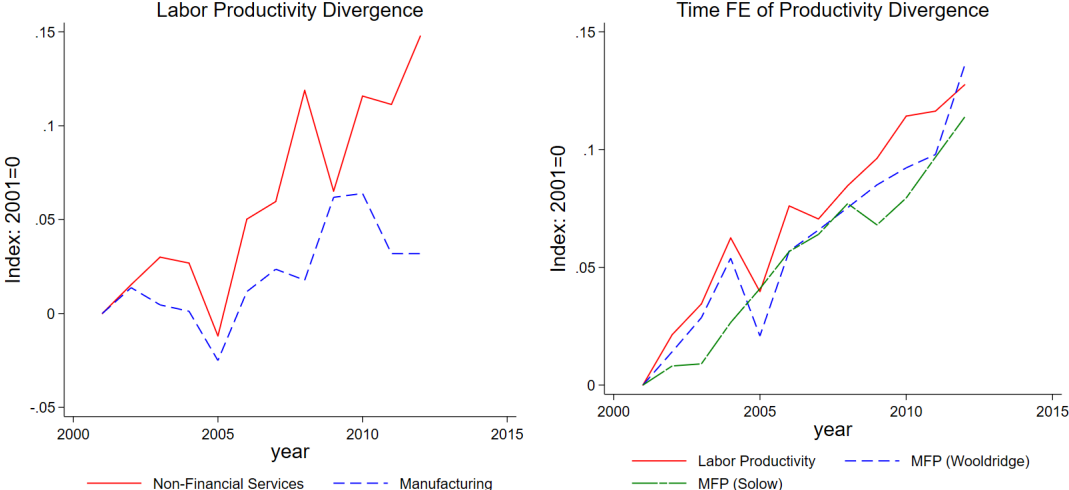 Labor Productivity Divergence
.15
.1
.05
0
-.05
Index: 2001=0
2000
2005
2010
2015
year
Non-Financial Services
Manufacturing
Time FE of Productivity Divergence
.15
.1
.05
0
Index: 2001=0
2000
2005
2010
2015
year
Labor Productivity
MFP (Wooldridge)
MFP (Solow)